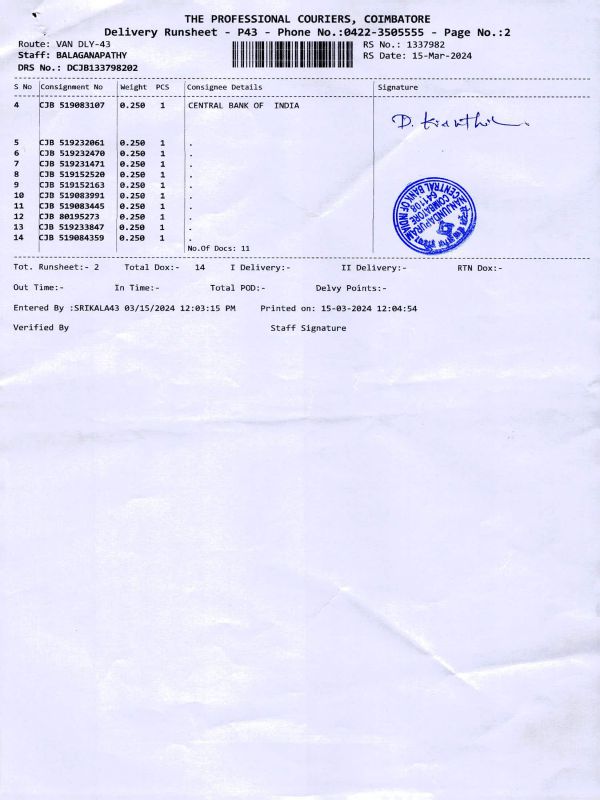 THE PROFESSIONAL COURIERS, COIMBATORE
Delivery Runsheet - P43 - Phone No.:0422-3505555 - Page No.:2
Route: VAN DLY-43 RS No.: 1337982
Staff: BALAGANAPATHY RS Date: 15-Mar-2024
DRS No.: DCJB133798202
S No Consignment No Weight PCS Consignee Details Signature
4 CJB 519083107 0.250 1 CENTRAL BANK OF INDIA
D.
5 CJB 519232061 0.250 1 .
6 CJB 519232470 0.250 1 .
7 CJB 519231471 0.250 1 .
8 CJB 519152520 0.250 1 .
9 CJB 519152163 0.250 1 .
10 CJB 519083991 0.250 1 .
11 CJB 519083445 0.250 1 .
12 CJB 80195273 0.250 1 .
13 CJB 519233847 0.250 1 .
14 CJB 519084359 0.250 1 .
CENTRAL BANK OF INDIA
NANJUNDAPURAM
COIMBATORE
641108
No.Of Docs: 11
Tot. Runsheet:- 2 Total Dox:- 14 I Delivery:- II Delivery:- RTN Dox:-
Out Time:- In Time:- Total POD:- Delvy Points:-
Entered By :SRIKALA43 03/15/2024 12:03:15 PM Printed on: 15-03-2024 12:04:54
Verified By Staff Signature